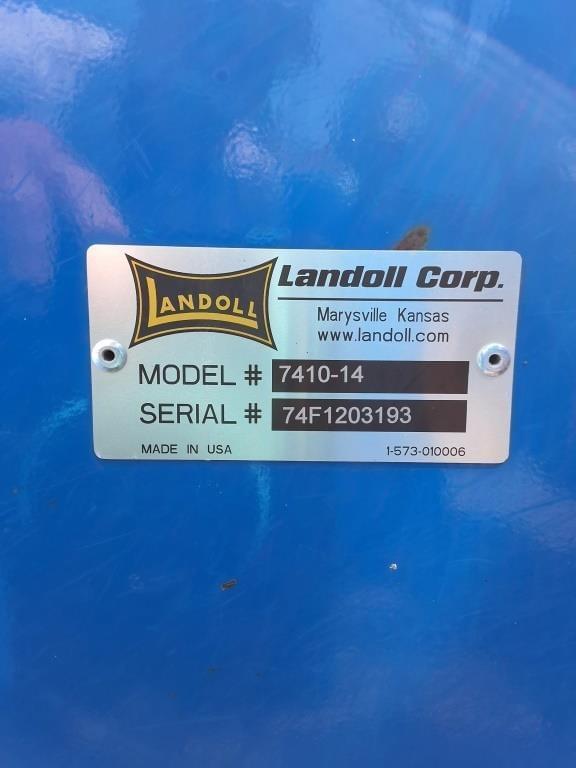 LANDOLL
Landoll Corp.
Marysville Kansas
www.landoll.com
MODEL # 7410-14
SERIAL # 74F1203193
MADE IN USA 1-573-010006